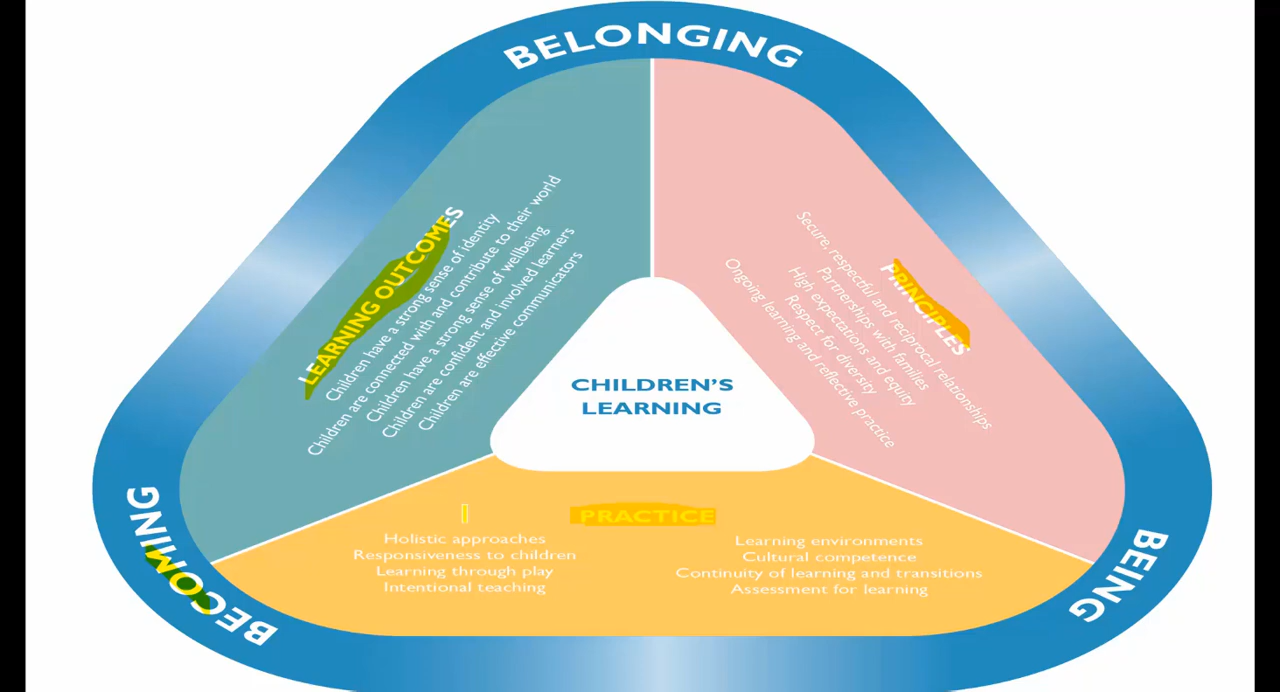 BELONGING
LEARNING OUTCOMES
Children have a strong sense of identity
Children are connected with and contribute to their world
Children have a strong sense of wellbeing
Children are confident and involved learners
Children are effective communicators
PRINCIPLES
Secure, respectful and reciprocal relationships
Partnerships with families
High expectations and equity
Respect for diversity
Ongoing learning and reflective practice
CHILDREN'S
LEARNING
PRACTICE
Holistic approaches
Responsiveness to children
Learning through play
Intentional teaching
Learning environments
Cultural competence
Continuity of learning and transitions
Assessment for learning
BECOMING
BEING